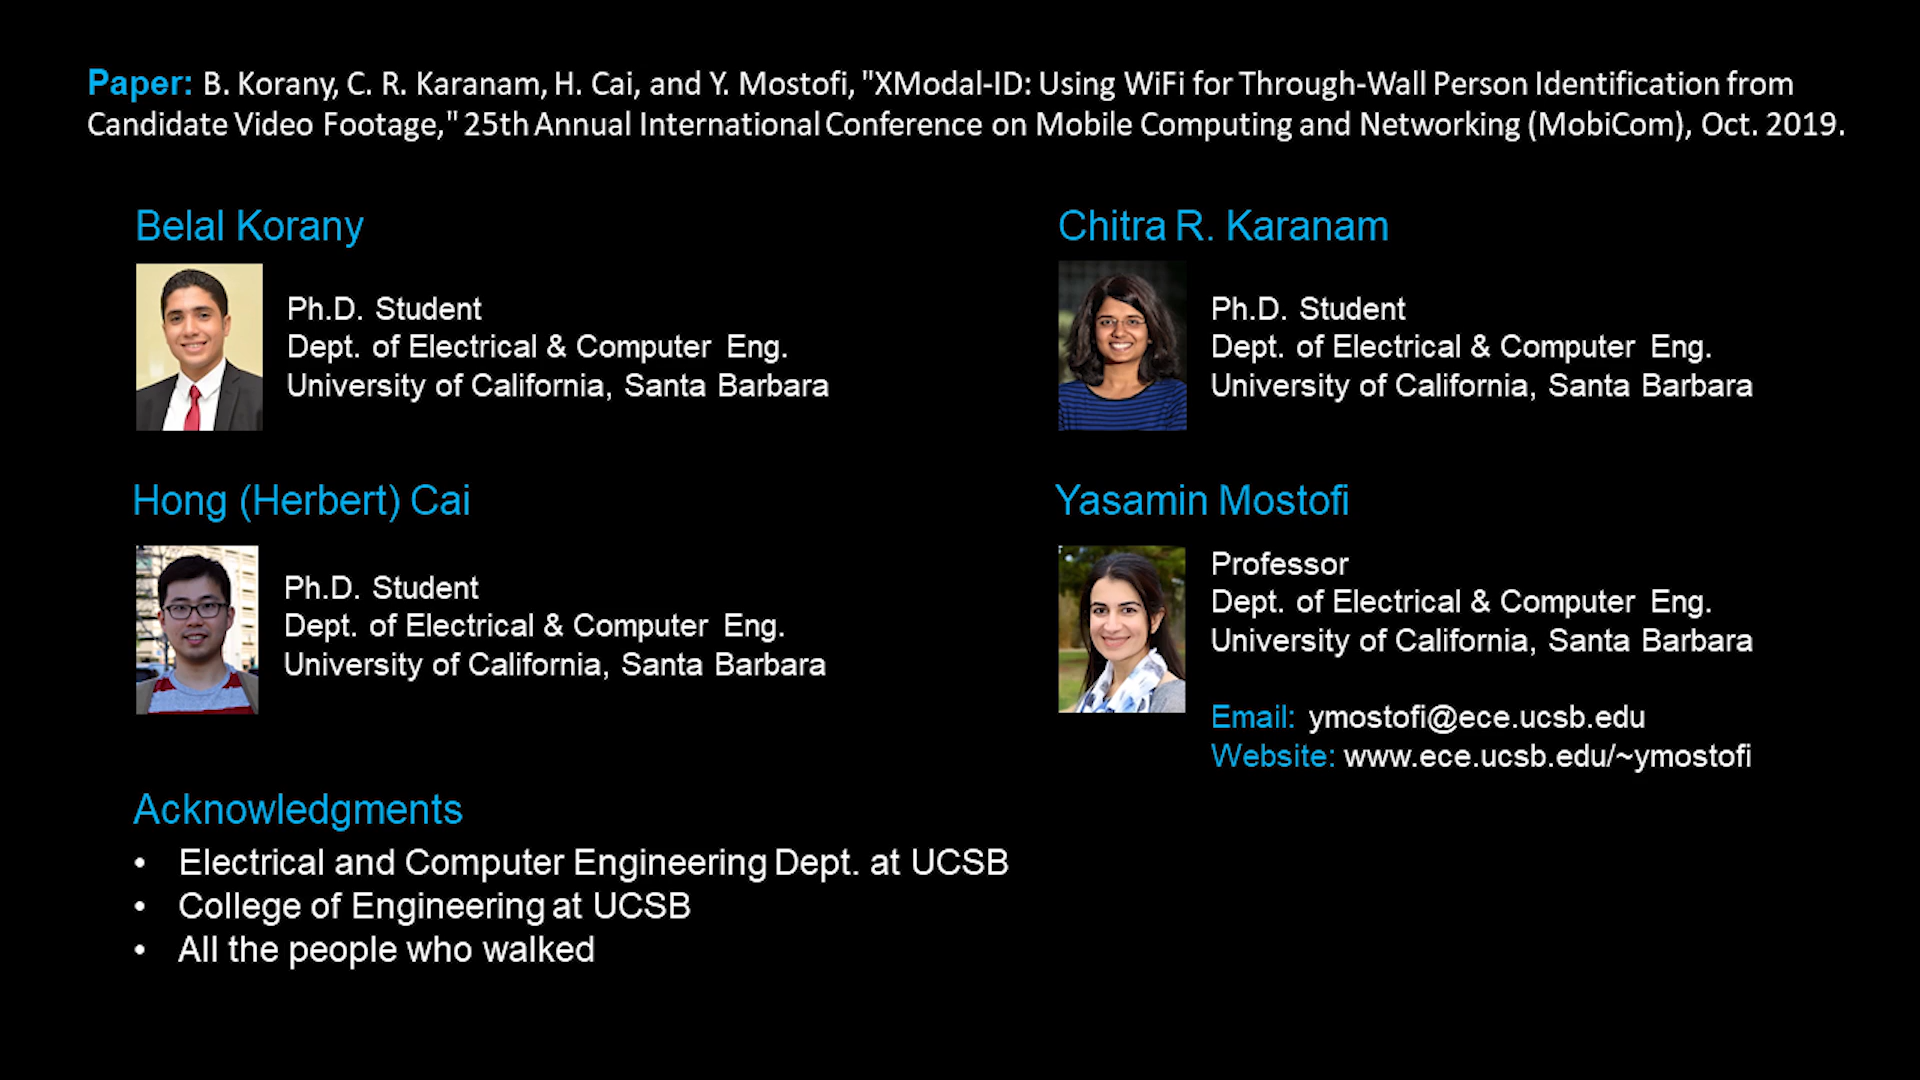 Paper: B. Korany, C. R. Karanam, H. Cai, and Y. Mostofi, "XModal-ID: Using WiFi for Through-Wall Person Identification from
Candidate Video Footage," 25th Annual International Conference on Mobile Computing and Networking (MobiCom), Oct. 2019.
Belal Korany
Ph.D. Student
Dept. of Electrical & Computer Eng.
University of California, Santa Barbara
Chitra R. Karanam
Ph.D. Student
Dept. of Electrical & Computer Eng.
University of California, Santa Barbara
Hong (Herbert) Cai
Ph.D. Student
Dept. of Electrical & Computer Eng.
University of California, Santa Barbara
Yasamin Mostofi
Professor
Dept. of Electrical & Computer Eng.
University of California, Santa Barbara
Email: ymostofi@ece.ucsb.edu
Website: www.ece.ucsb.edu/~ymostofi
Acknowledgments
• Electrical and Computer Engineering Dept. at UCSB
• College of Engineering at UCSB
• All the people who walked